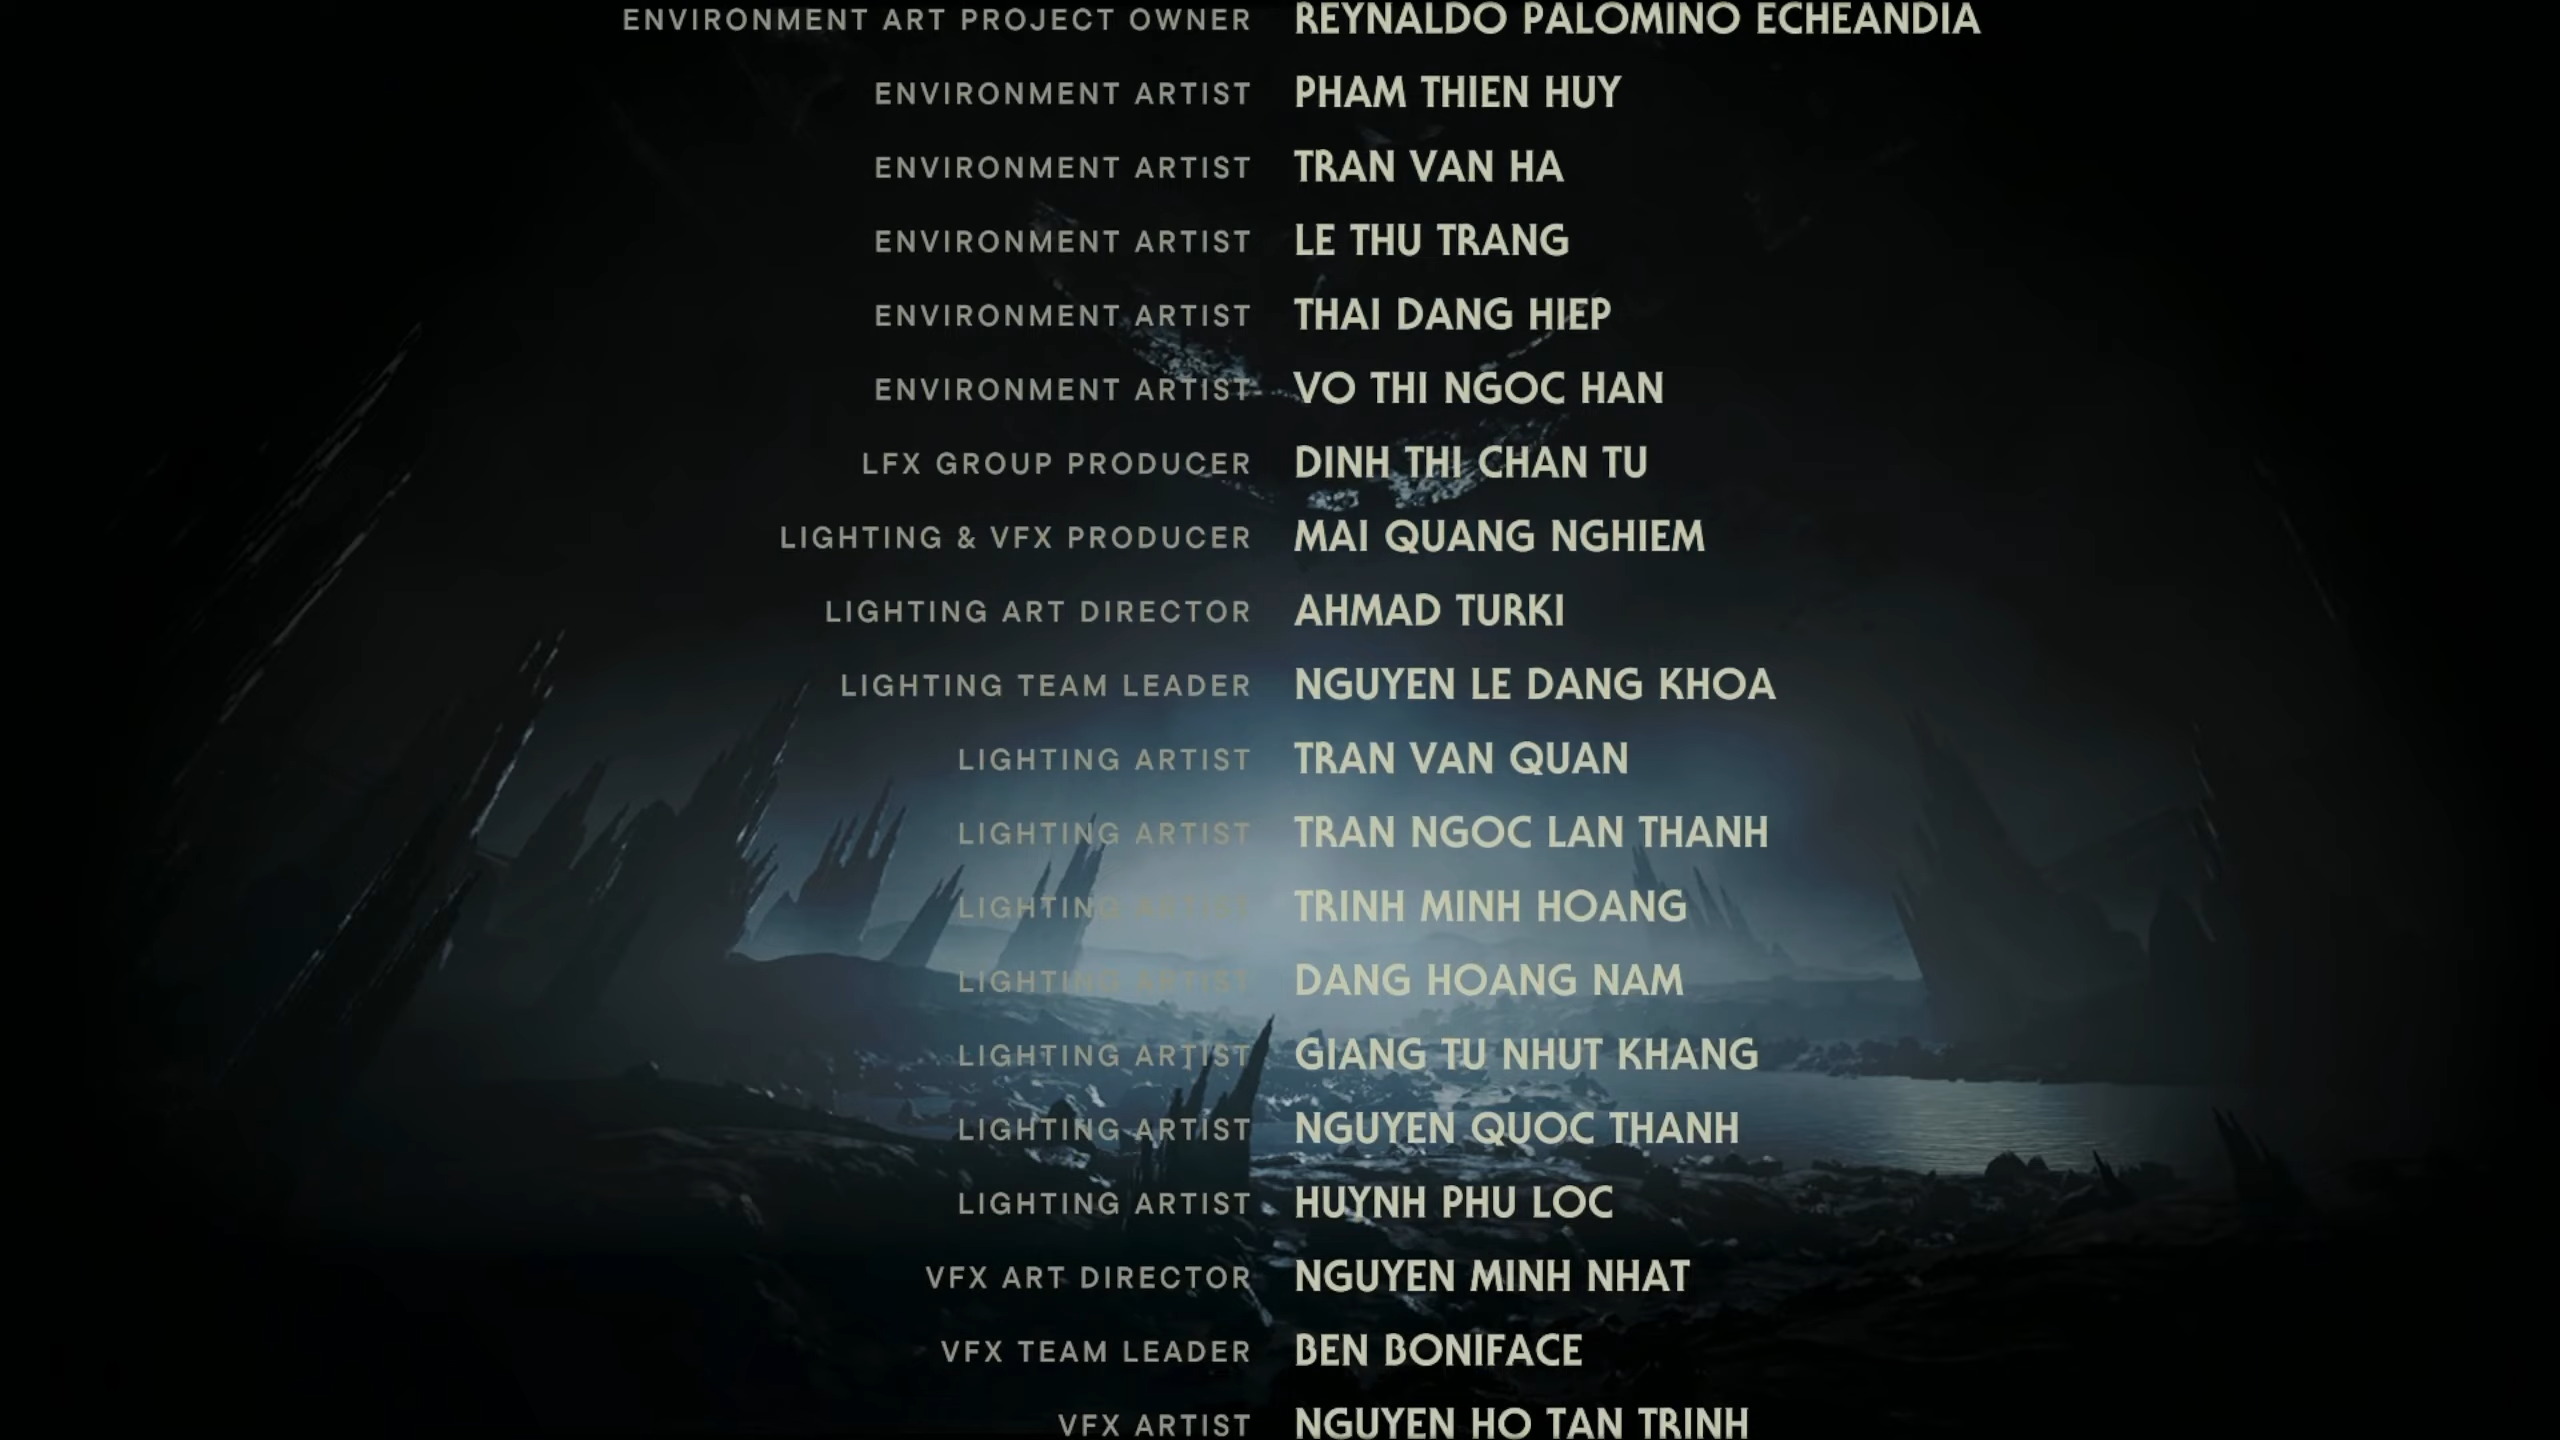 ENVIRONMENT ART PROJECT OWNER REYNALDO PALOMINO ECHEANDIA
ENVIRONMENT ARTIST PHAM THIEN HUY
ENVIRONMENT ARTIST TRAN VAN HA
ENVIRONMENT ARTIST LE THU TRANG
ENVIRONMENT ARTIST THAI DANG HIEP
ENVIRONMENT ARTIST VO THI NGOC HAN
LFX GROUP PRODUCER DINH THI CHAN TU
LIGHTING & VFX PRODUCER MAI QUANG NGHIEM
LIGHTING ART DIRECTOR AHMAD TURKI
LIGHTING TEAM LEADER NGUYEN LE DANG KHOA
LIGHTING ARTIST TRAN VAN QUAN
LIGHTING ARTIST TRAN NGOC LAN THANH
LIGHTING ARTIST TRINH MINH HOANG
LIGHTING ARTIST DANG HOANG NAM
LIGHTING ARTIST GIANG TU NHUT KHANG
LIGHTING ARTIST NGUYEN QUOC THANH
LIGHTING ARTIST HUYNH PHU LOC
VFX ART DIRECTOR NGUYEN MINH NHAT
VFX TEAM LEADER BEN BONIFACE
VFX ARTIST NGUYEN HO TAN TRINH